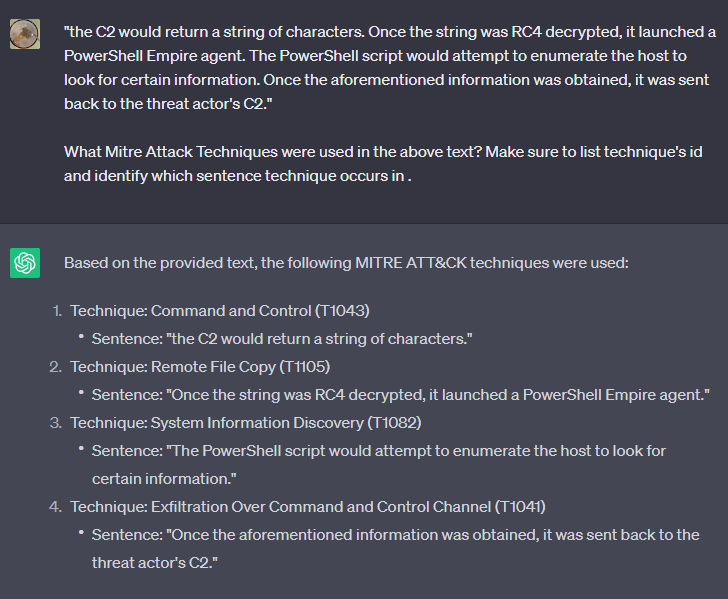 "the C2 would return a string of characters. Once the string was RC4 decrypted, it launched a
PowerShell Empire agent. The PowerShell script would attempt to enumerate the host to
look for certain information. Once the aforementioned information was obtained, it was sent
back to the threat actor's C2."
What Mitre Attack Techniques were used in the above text? Make sure to list technique's id
and identify which sentence technique occurs in .
Based on the provided text, the following MITRE ATT&CK techniques were used:
1. Technique: Command and Control (T1043)
• Sentence: "the C2 would return a string of characters."
2. Technique: Remote File Copy (T1105)
• Sentence: "Once the string was RC4 decrypted, it launched a PowerShell Empire agent."
3. Technique: System Information Discovery (T1082)
• Sentence: "The PowerShell script would attempt to enumerate the host to look for
certain information."
4. Technique: Exfiltration Over Command and Control Channel (T1041)
• Sentence: "Once the aforementioned information was obtained, it was sent back to the
threat actor's C2."